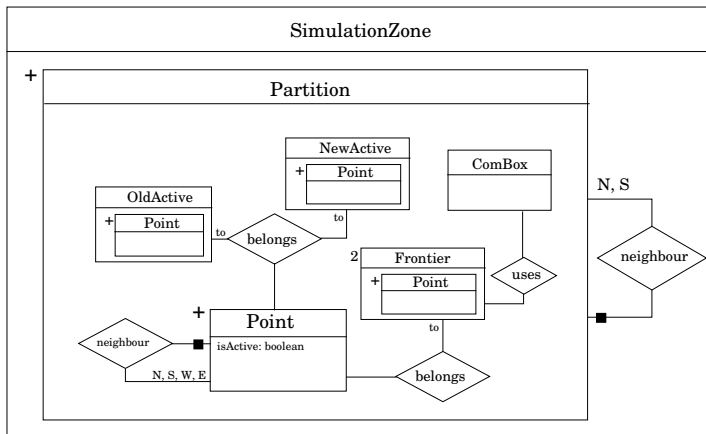 SimulationZone
+
Partition
NewActive
+ Point
to
ComBox
OldActive
+ Point
to
belongs
N, S
neighbour
2
Frontier
+ Point
uses
to
+
Point
isActive: boolean
neighbour
N, S, W, E
belongs